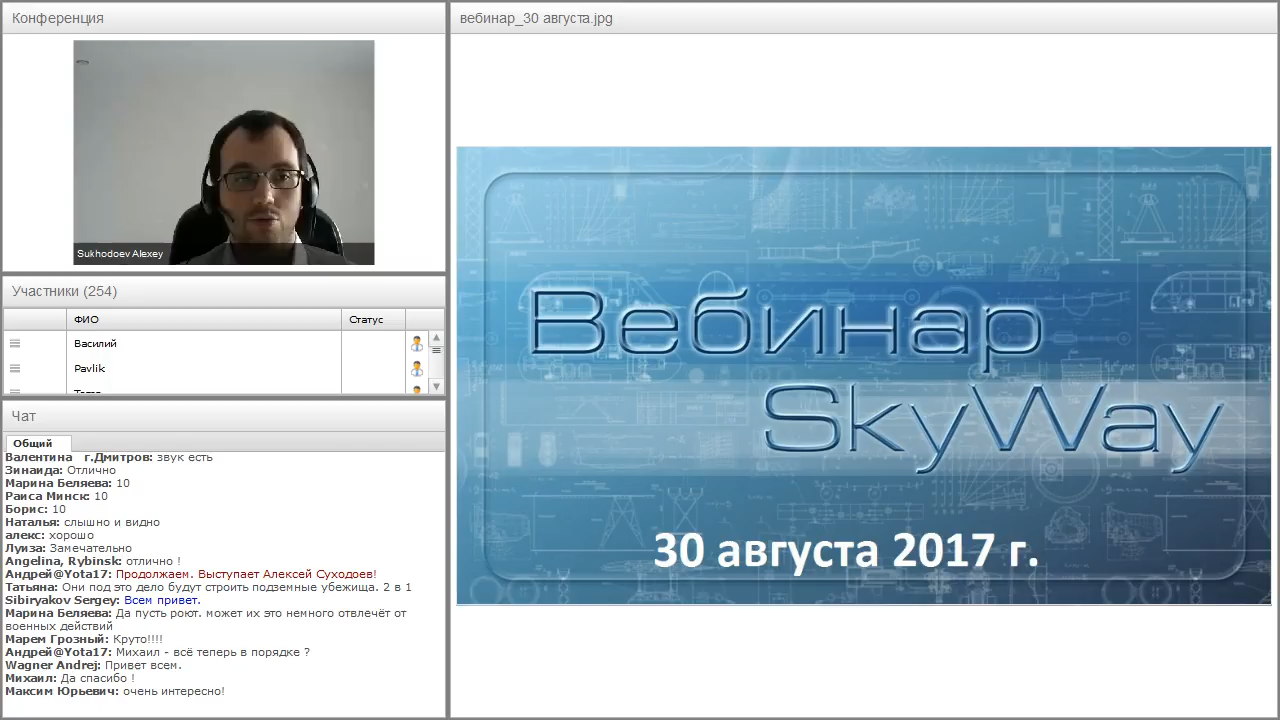 Конференция
Sukhodoev Alexey
Участники (254)
ФИО
Статус
Василий
Pavlik
Чат
Общий
Валентина г.Дмитров: звук есть
Зинаида: Отлично
Марина Беляева: 10
Раиса Минск: 10
Борис: 10
Наталья: слышно и видно
алекс: хорошо
Луиза: Замечательно
Angelina, Rybinsk: отлично !
Андрей@Yota17: Продолжаем. Выступает Алексей Суходоев!
Татьяна: Они под это дело будут строить подземные убежища. 2 в 1
Sibiryakov Sergey: Всем привет.
Марина Беляева: Да пусть роют. может их это немного отвлечёт от
военных действий
Марем Грозный: Круто!!!!
Андрей@Yota17: Михаил - всё теперь в порядке ?
Wagner Andrej: Привет всем.
Михаил: Да спасибо !
Максим Юрьевич: очень интересно!
вебинар_30 августа.jpg
Вебинар
SkyWay
30 августа 2017 г.